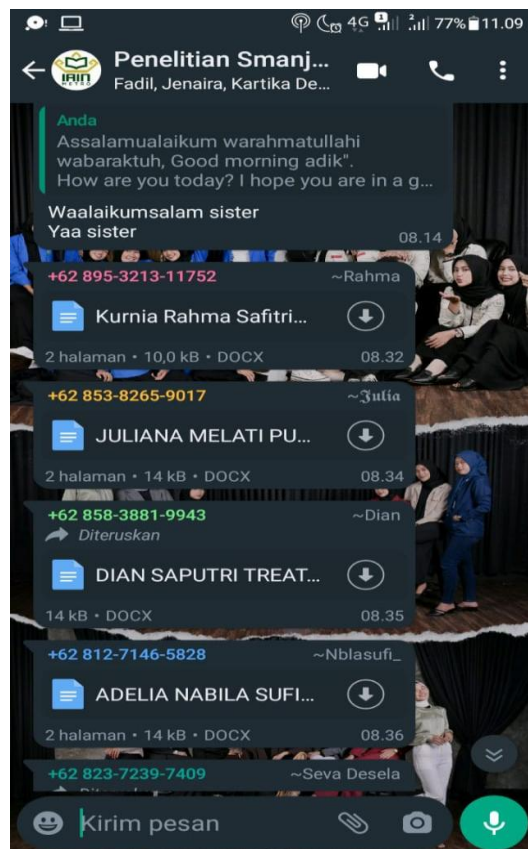 4G 1 2 77% 11.09
IAIN
METRO
Penelitian Smanj...
Fadil, Jenaira, Kartika De...
Anda
Assalamualaikum warahmatullahi
wabaraktuh, Good morning adik".
How are you today? I hope you are in a g...
Waalaikumsalam sister
Yaa sister
08.14
+62 895-3213-11752 ~Rahma
Kurnia Rahma Safitri...
2 halaman • 10,0 kB • DOCX 08.32
+62 853-8265-9017 ~𝕵𝖚𝖑𝖎𝖆
JULIANA MELATI PU...
2 halaman • 14 kB • DOCX 08.34
+62 858-3881-9943 ~Dian
Diteruskan
DIAN SAPUTRI TREAT...
14 kB • DOCX 08.35
+62 812-7146-5828 ~Nblasufi_
ADELIA NABILA SUFI...
2 halaman • 14 kB • DOCX 08.36
+62 823-7239-7409 ~Seva Desela
Kirim pesan